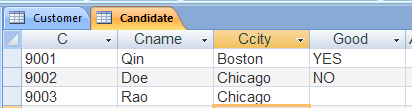 Customer Candidate
C Cname Ccity Good
9001 Qin Boston YES
9002 Doe Chicago NO
9003 Rao Chicago